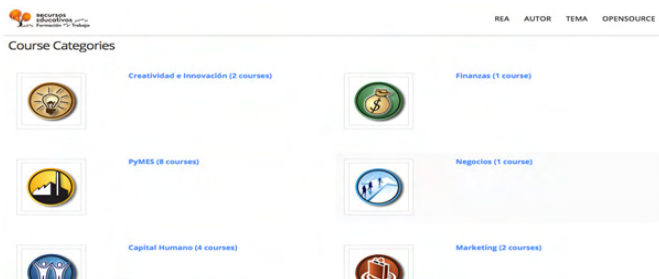 Recursos
educativos
Formación Trabajo
REA AUTOR TEMA OPENSOURCE
Course Categories
Creatividad e Innovación (2 courses)
Finanzas (1 course)
PyMES (8 courses)
Negocios (1 course)
Capital Humano (4 courses)
Marketing (2 courses)